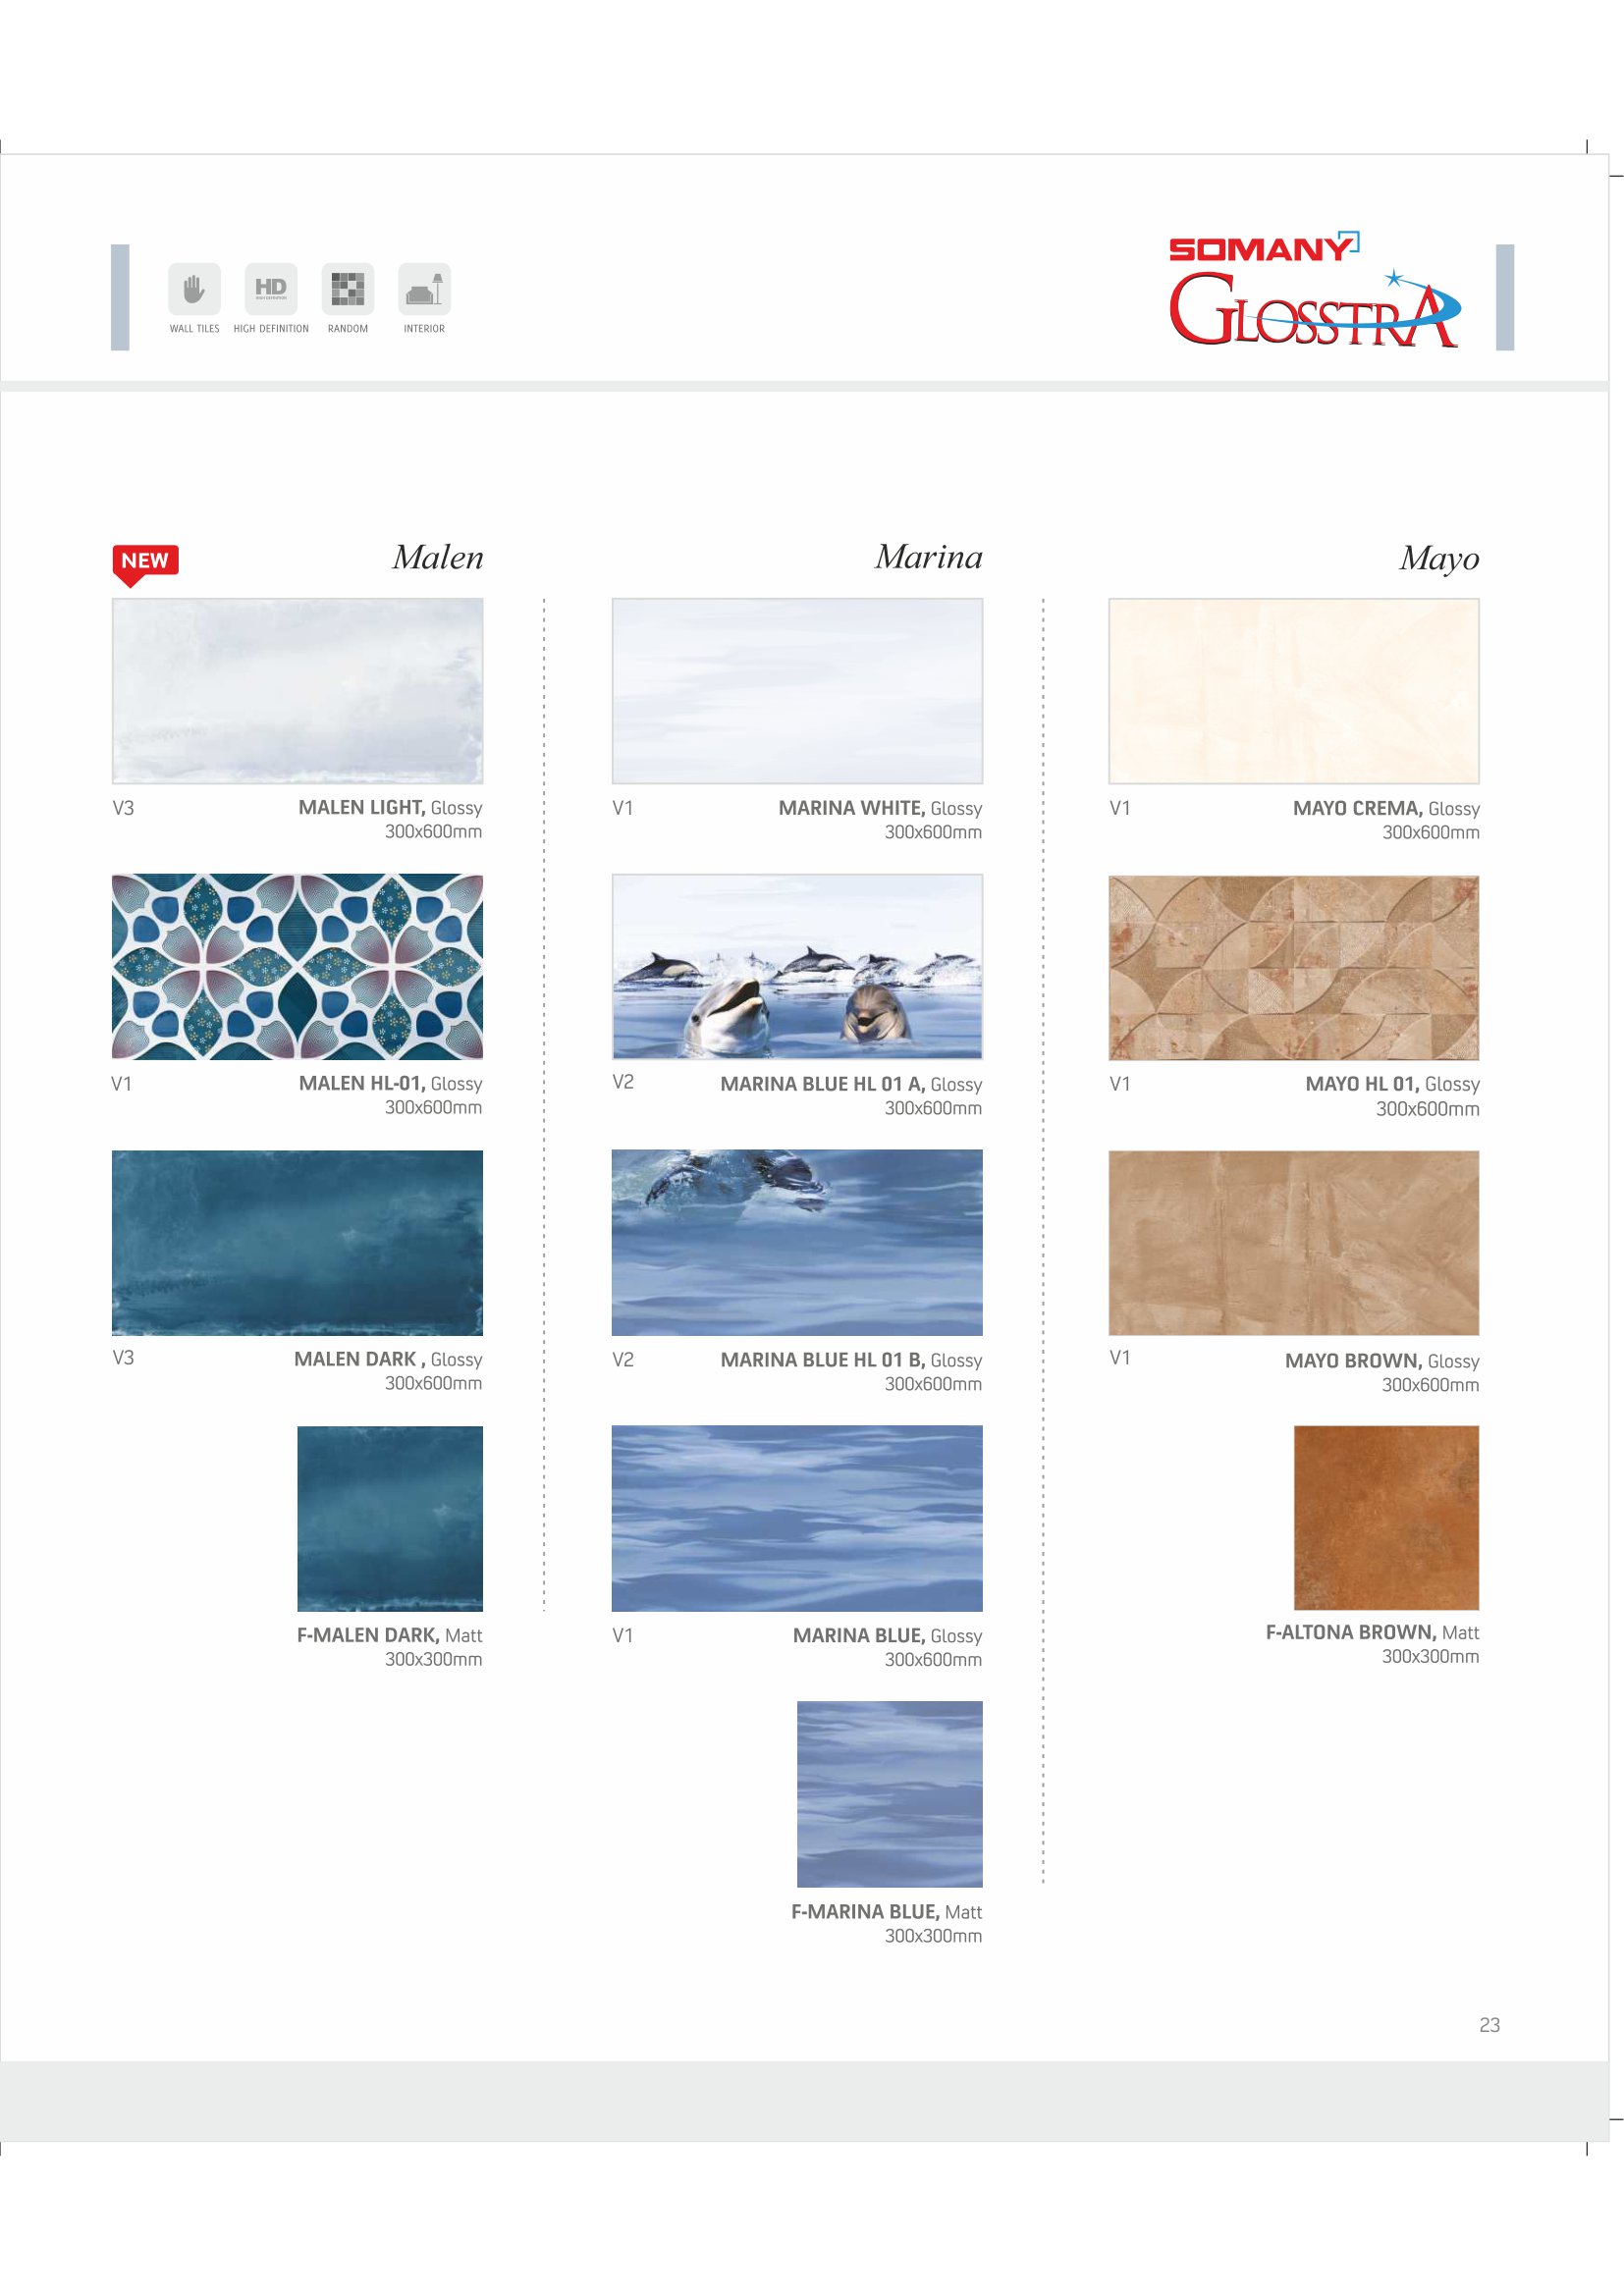 SOMANY
GLOSSTRA
HD
HIGH DEFINITION
WALL TILES
HIGH DEFINITION
RANDOM
INTERIOR
NEW
Malen
V3
MALEN LIGHT, Glossy
300x600mm
V1
MALEN HL-01, Glossy
300x600mm
V3
MALEN DARK , Glossy
300x600mm
F-MALEN DARK, Matt
300x300mm
Marina
V1
MARINA WHITE, Glossy
300x600mm
V2
MARINA BLUE HL 01 A, Glossy
300x600mm
V2
MARINA BLUE HL 01 B, Glossy
300x600mm
V1
MARINA BLUE, Glossy
300x600mm
F-MARINA BLUE, Matt
300x300mm
Mayo
V1
MAYO CREMA, Glossy
300x600mm
V1
MAYO HL 01, Glossy
300x600mm
V1
MAYO BROWN, Glossy
300x600mm
F-ALTONA BROWN, Matt
300x300mm
23